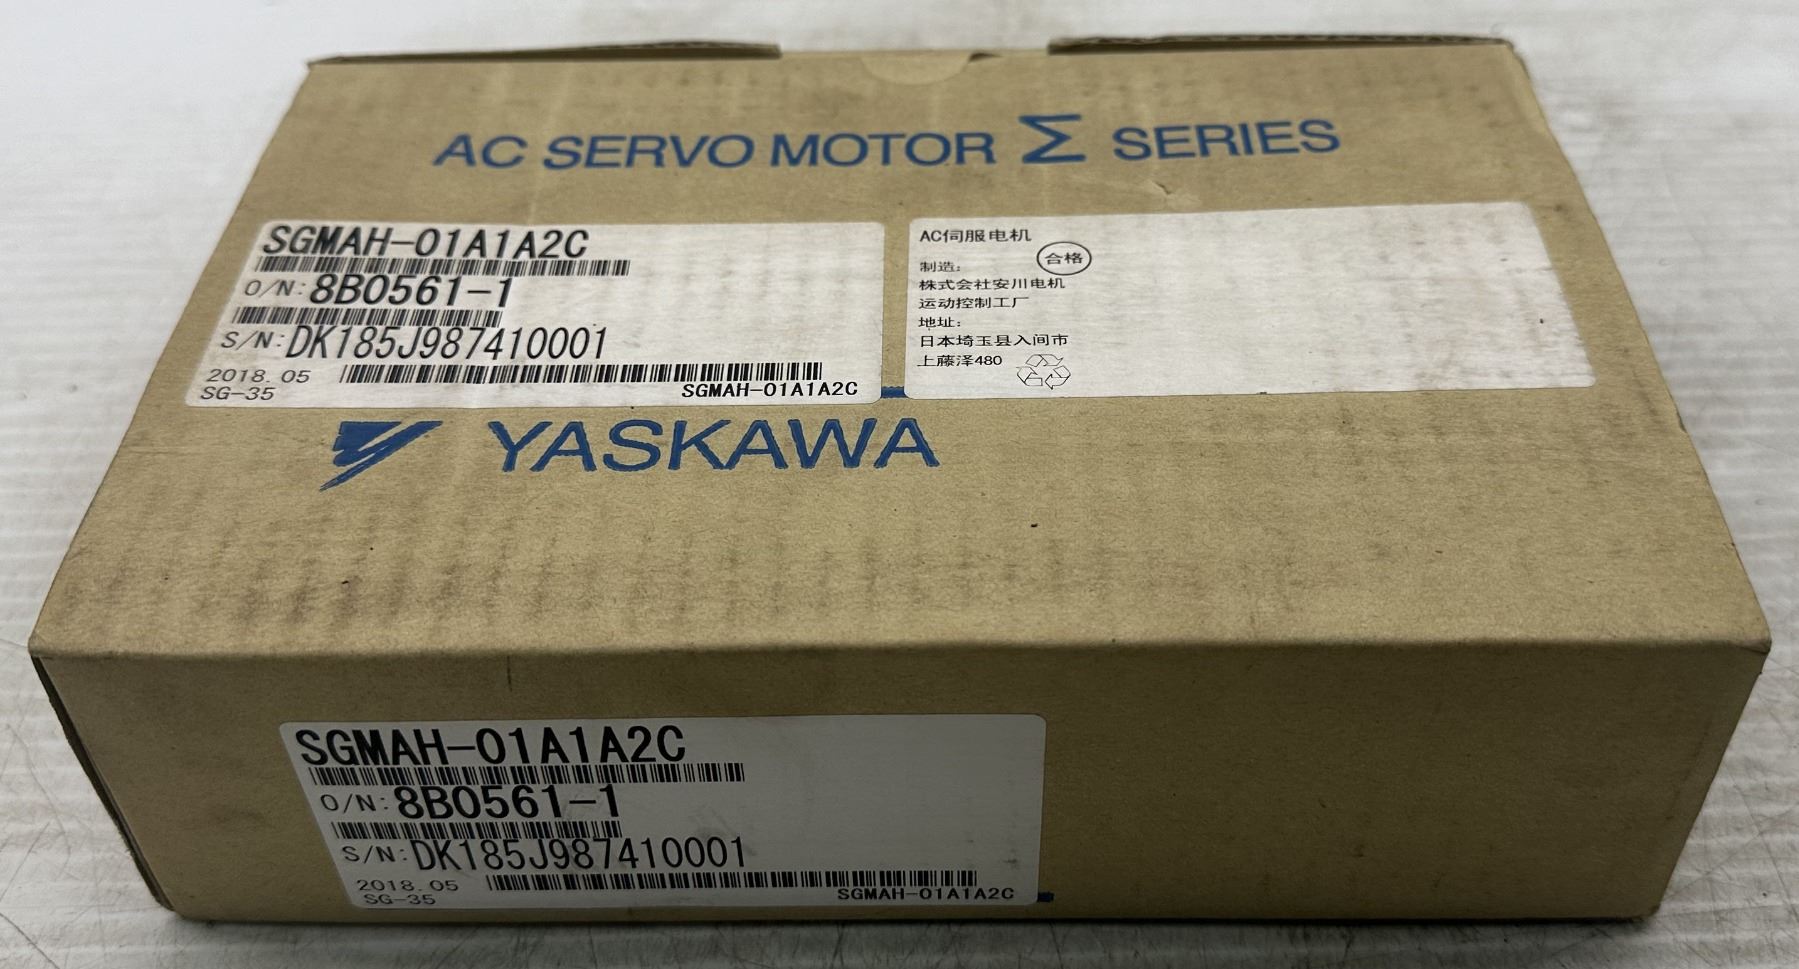 AC SERVO MOTOR Σ SERIES
SGMAH-01A1A2C
O/N: 8B0561-1
S/N: DK185J987410001
2018.05
SG-35
SGMAH-01A1A2C
AC伺服电机
制造: 合格
株式会社安川电机
运动控制工厂
地址:
日本埼玉县入间市
上藤泽480
YASKAWA
SGMAH-01A1A2C
O/N: 8B0561-1
S/N: DK185J987410001
2018.05
SG-35
SGMAH-01A1A2C